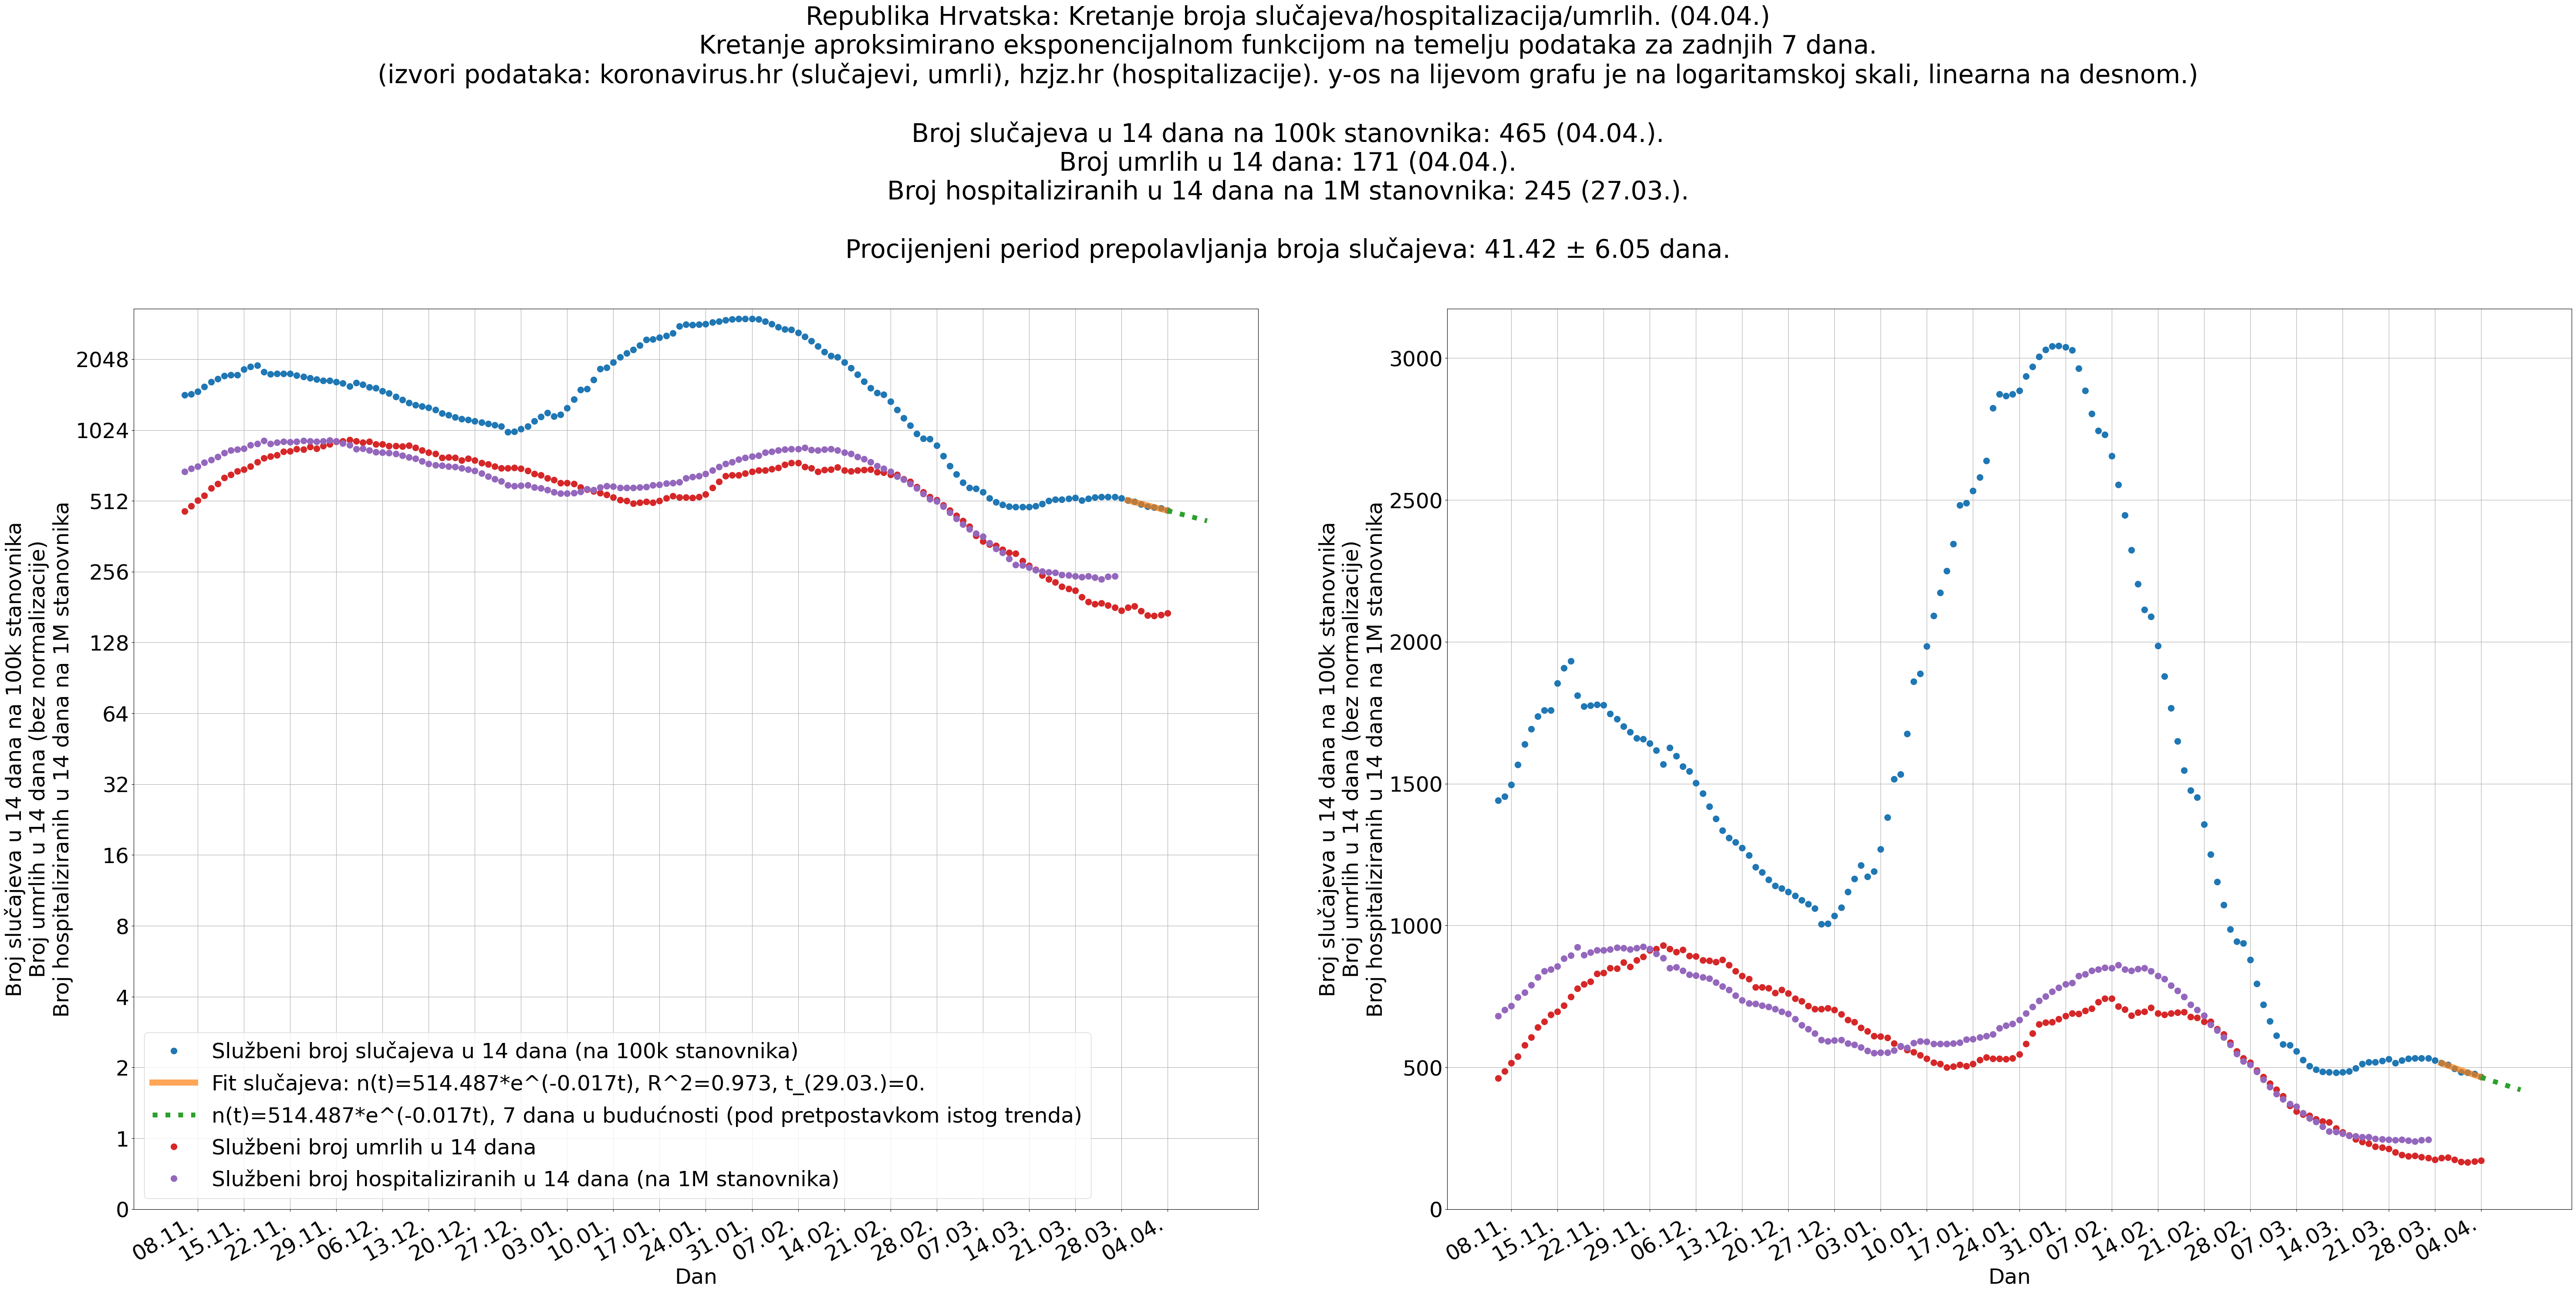 Republika Hrvatska: Kretanje broja slučajeva/hospitalizacija/umrlih. (04.04.)
Kretanje aproksimirano eksponencijalnom funkcijom na temelju podataka za zadnjih 7 dana.
(izvori podataka: koronavirus.hr (slučajevi, umrli), hzjz.hr (hospitalizacije). y-os na lijevom grafu je na logaritamskoj skali, linearna na desnom.)
Broj slučajeva u 14 dana na 100k stanovnika: 465 (04.04.).
Broj umrlih u 14 dana: 171 (04.04.).
Broj hospitaliziranih u 14 dana na 1M stanovnika: 245 (27.03.).
Procijenjeni period prepolavljanja broja slučajeva: 41.42 ± 6.05 dana.
Broj slučajeva u 14 dana na 100k stanovnika
Broj umrlih u 14 dana (bez normalizacije)
Broj hospitaliziranih u 14 dana na 1M stanovnika
2048
1024
512
256
128
64
32
16
8
4
2
1
0
Službeni broj slučajeva u 14 dana (na 100k stanovnika)
Fit slučajeva: n(t)=514.487*e^(-0.017t), R^2=0.973, t_(29.03.)=0.
n(t)=514.487*e^(-0.017t), 7 dana u budućnosti (pod pretpostavkom istog trenda)
Službeni broj umrlih u 14 dana
Službeni broj hospitaliziranih u 14 dana (na 1M stanovnika)
08.11. 15.11. 22.11. 29.11. 06.12. 13.12. 20.12. 27.12. 03.01. 10.01. 17.01. 24.01. 31.01. 07.02. 14.02. 21.02. 28.02. 07.03. 14.03. 21.03. 28.03. 04.04.
Dan
Broj slučajeva u 14 dana na 100k stanovnika
Broj umrlih u 14 dana (bez normalizacije)
Broj hospitaliziranih u 14 dana na 1M stanovnika
3000
2500
2000
1500
1000
500
0
08.11. 15.11. 22.11. 29.11. 06.12. 13.12. 20.12. 27.12. 03.01. 10.01. 17.01. 24.01. 31.01. 07.02. 14.02. 21.02. 28.02. 07.03. 14.03. 21.03. 28.03. 04.04.
Dan